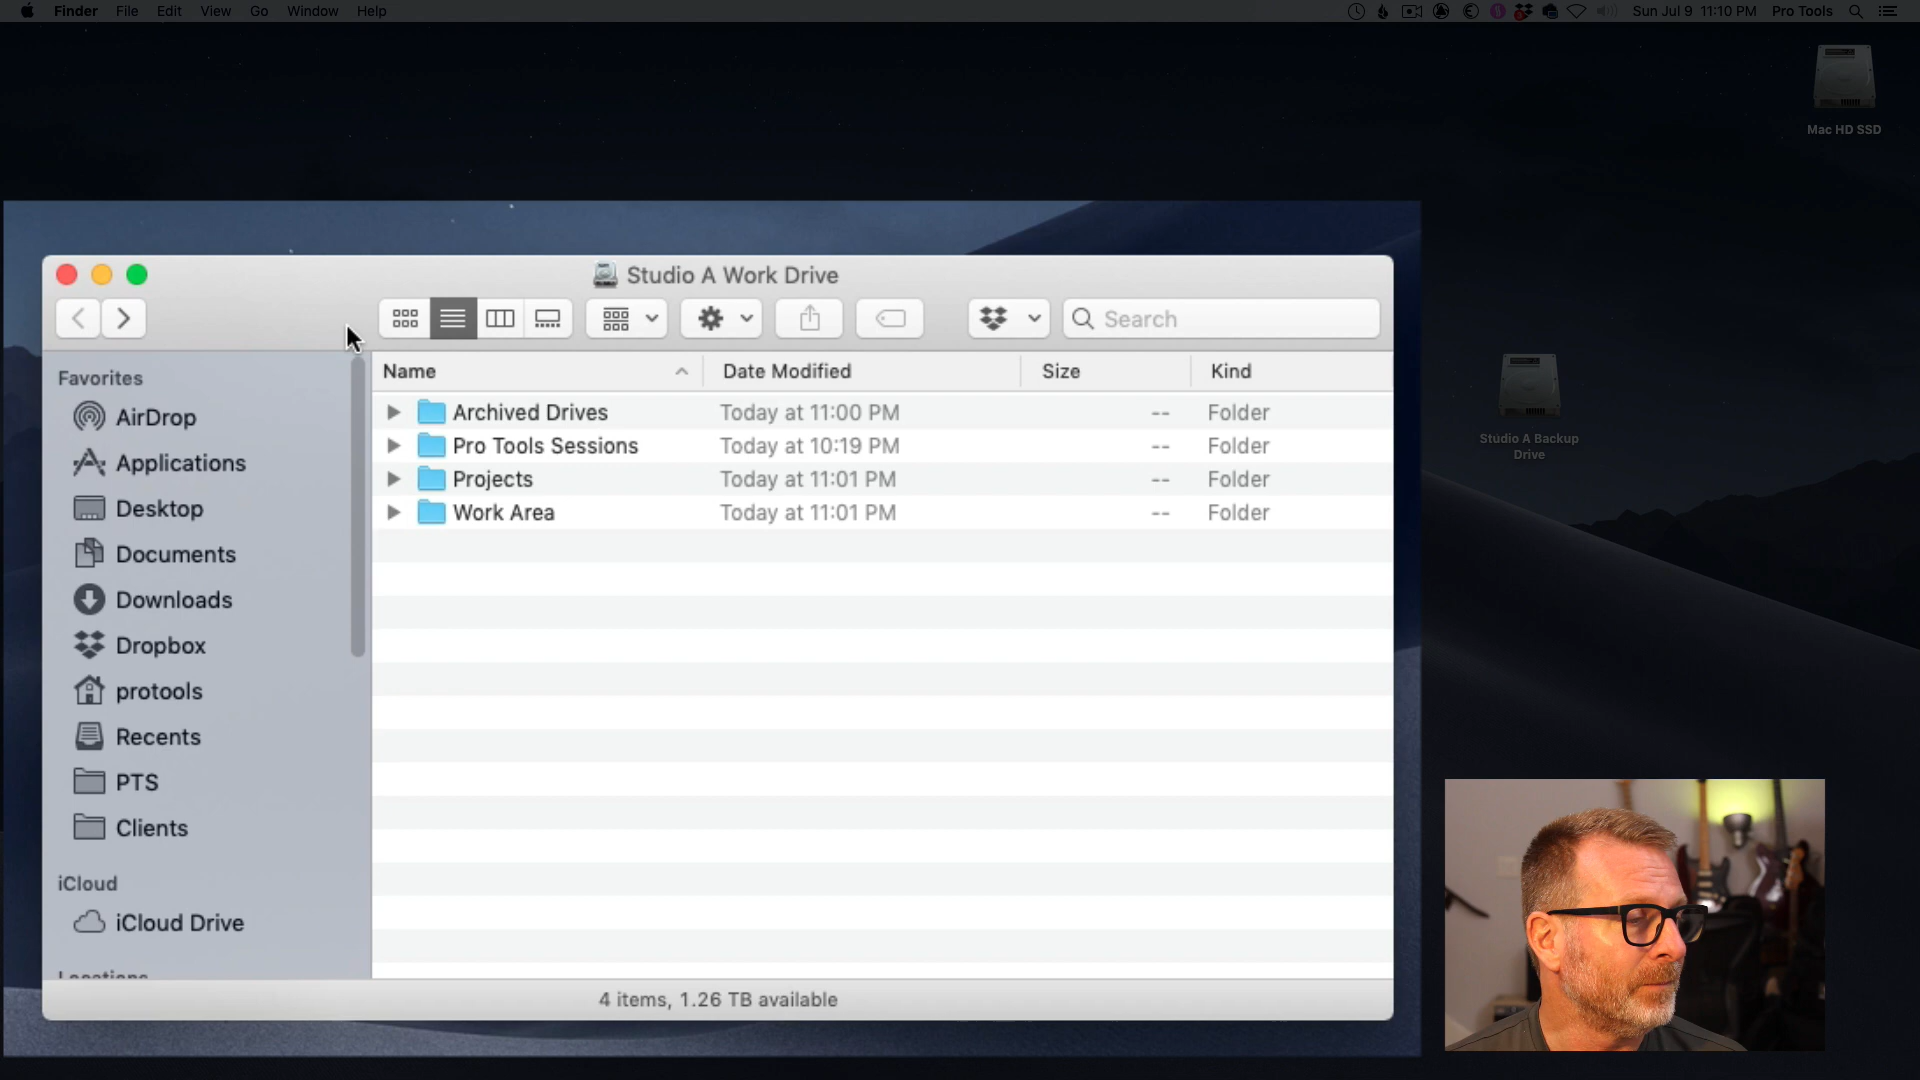 Finder File Edit View Go Window Help
Sun Jul 9 11:10 PM Pro Tools
Mac HD SSD
Studio A Work Drive
Search
Favorites
AirDrop
Applications
Desktop
Documents
Downloads
Dropbox
protools
Recents
PTS
Clients
iCloud
iCloud Drive
Locations
Name Date Modified Size Kind
Archived Drives Today at 11:00 PM -- Folder
Pro Tools Sessions Today at 10:19 PM -- Folder
Projects Today at 11:01 PM -- Folder
Work Area Today at 11:01 PM -- Folder
4 items, 1.26 TB available
Studio A Backup
Drive